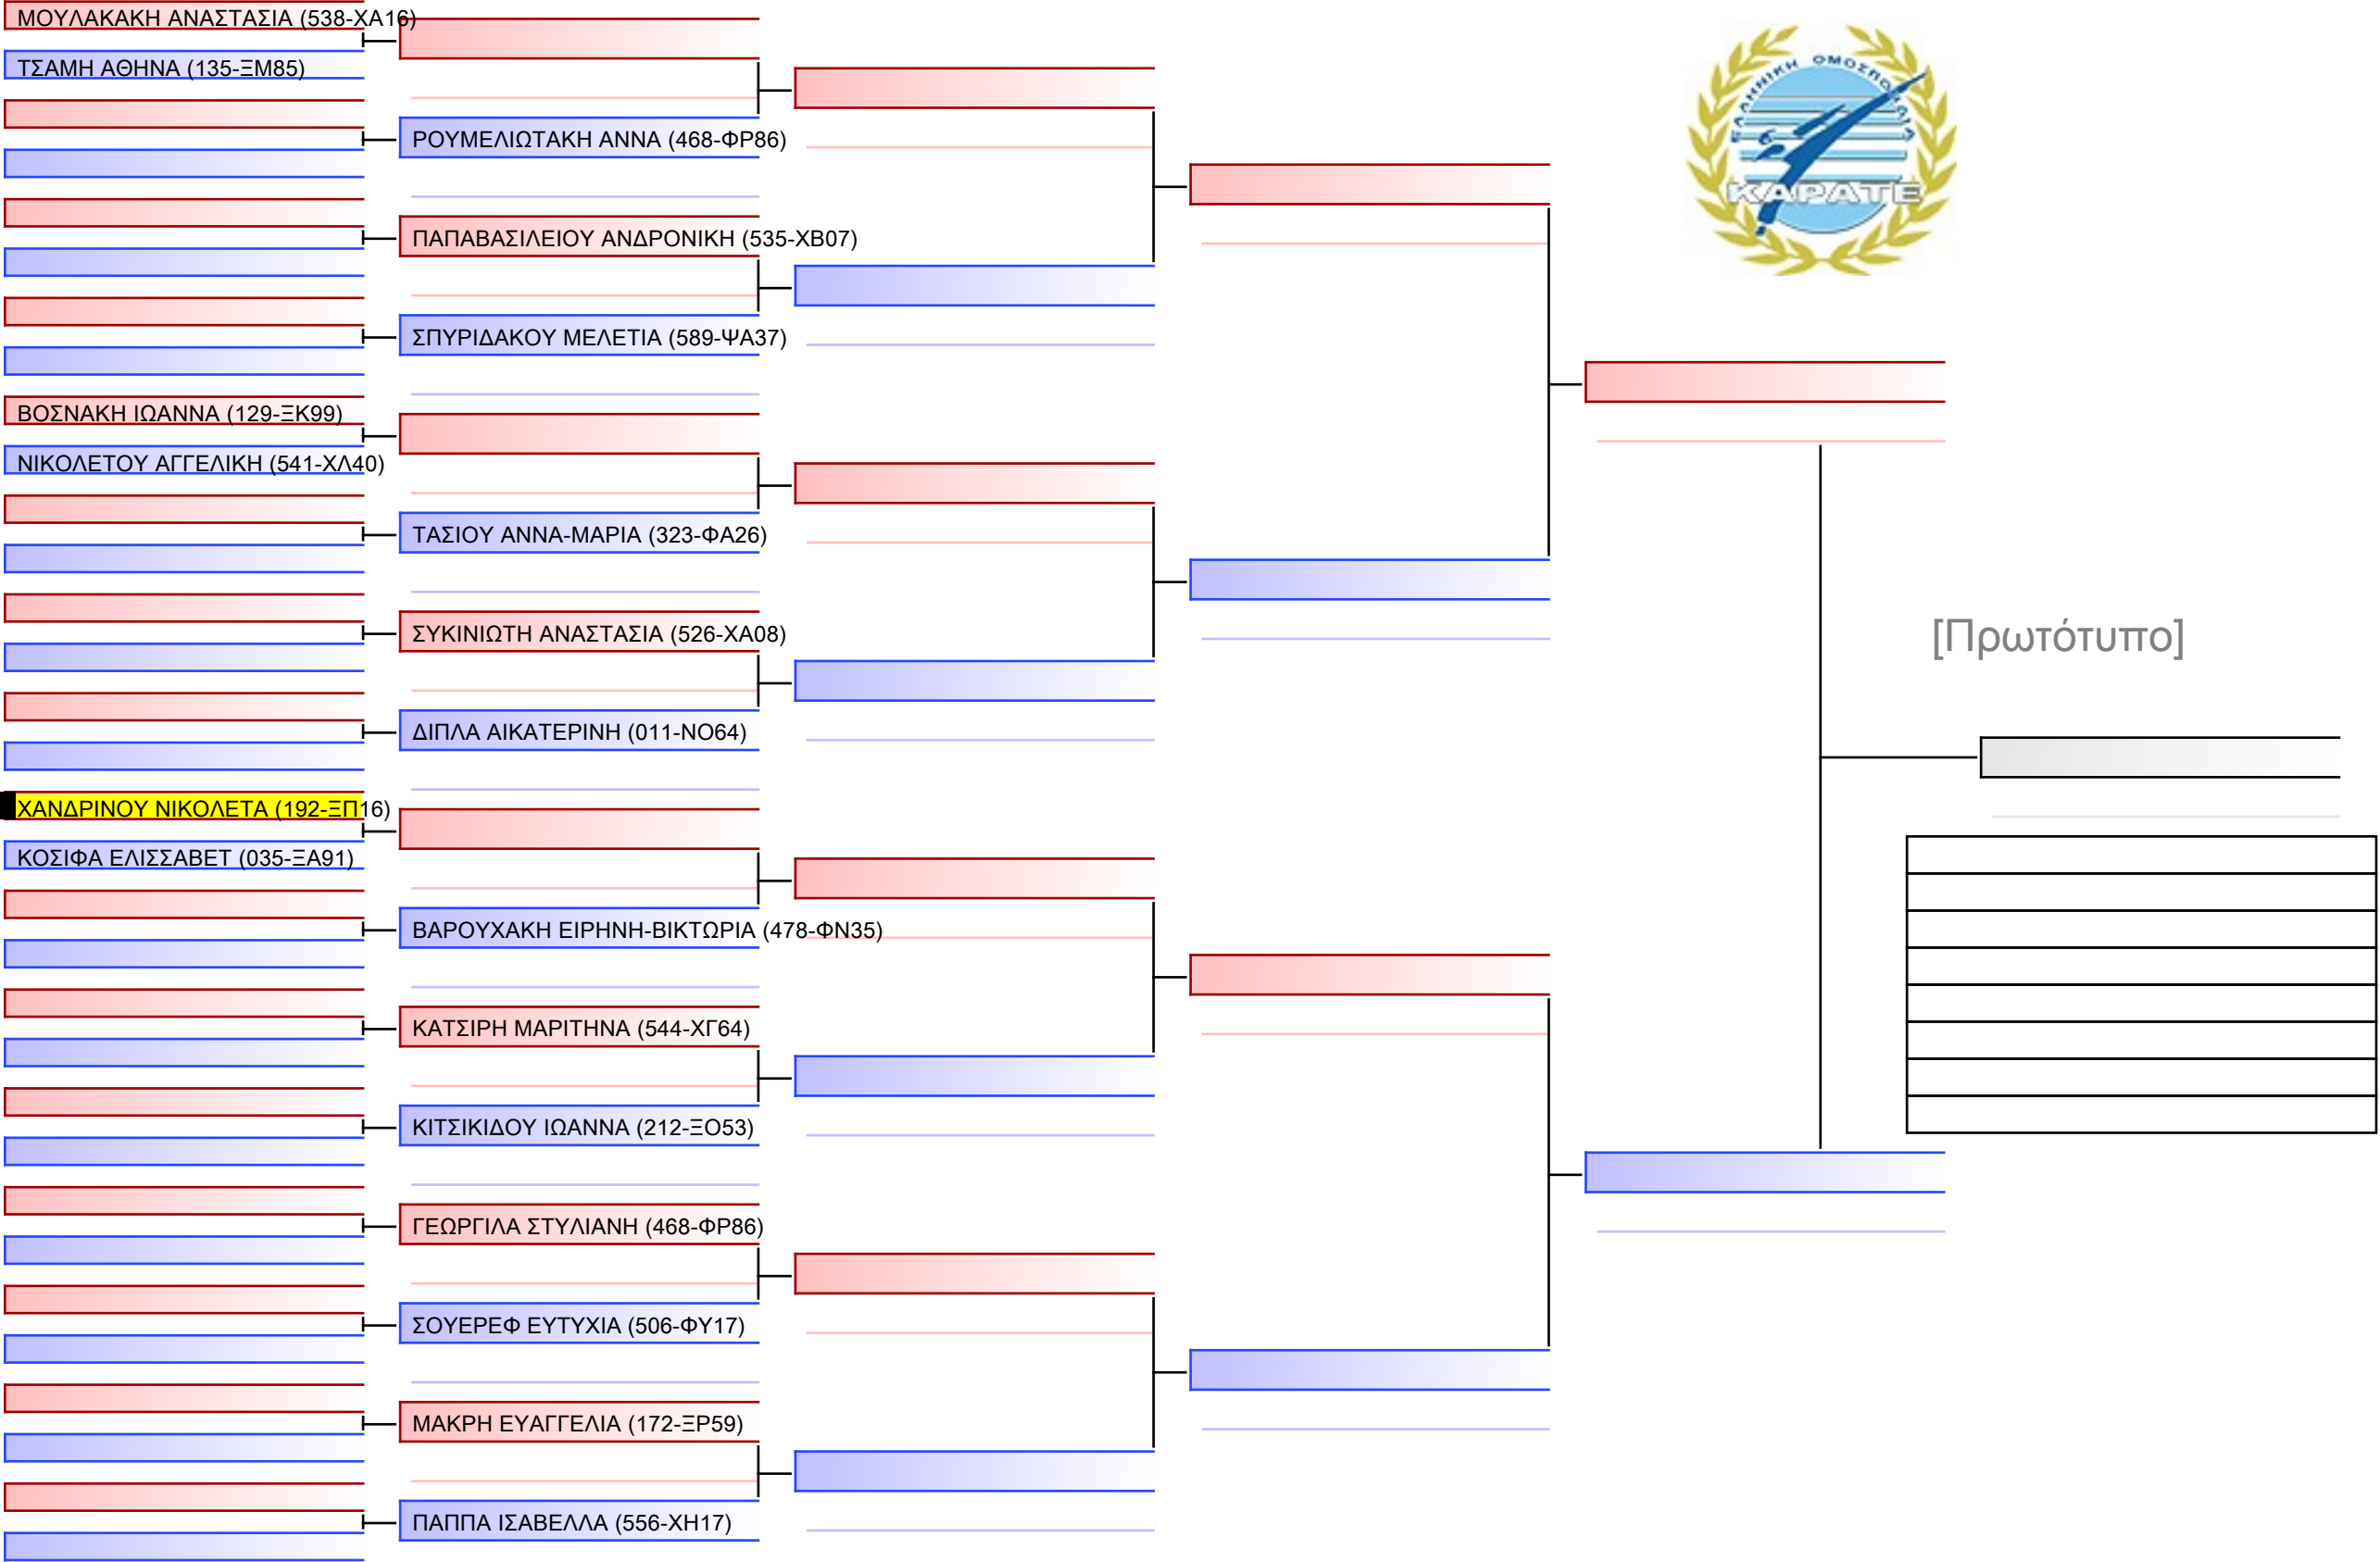 ΜΟΥΛΑΚΑΚΗ ΑΝΑΣΤΑΣΙΑ (538-ΧΑ16)
ΤΣΑΜΗ ΑΘΗΝΑ (135-ΞΜ85)
ΡΟΥΜΕΛΙΩΤΑΚΗ ΑΝΝΑ (468-ΦΡ86)
ΠΑΠΑΒΑΣΙΛΕΙΟΥ ΑΝΔΡΟΝΙΚΗ (535-ΧΒ07)
ΣΠΥΡΙΔΑΚΟΥ ΜΕΛΕΤΙΑ (589-ΨΑ37)
ΒΟΣΝΑΚΗ ΙΩΑΝΝΑ (129-ΞΚ99)
ΝΙΚΟΛΕΤΟΥ ΑΓΓΕΛΙΚΗ (541-ΧΛ40)
ΤΑΣΙΟΥ ΑΝΝΑ-ΜΑΡΙΑ (323-ΦΑ26)
ΣΥΚΙΝΙΩΤΗ ΑΝΑΣΤΑΣΙΑ (526-ΧΑ08)
ΔΙΠΛΑ ΑΙΚΑΤΕΡΙΝΗ (011-ΝΟ64)
ΧΑΝΔΡΙΝΟΥ ΝΙΚΟΛΕΤΑ (192-ΞΠ16)
ΚΟΣΙΦΑ ΕΛΙΣΣΑΒΕΤ (035-ΞΑ91)
ΒΑΡΟΥΧΑΚΗ ΕΙΡΗΝΗ-ΒΙΚΤΩΡΙΑ (478-ΦΝ35)
ΚΑΤΣΙΡΗ ΜΑΡΙΤΗΝΑ (544-ΧΓ64)
ΚΙΤΣΙΚΙΔΟΥ ΙΩΑΝΝΑ (212-ΞΟ53)
ΓΕΩΡΓΙΛΑ ΣΤΥΛΙΑΝΗ (468-ΦΡ86)
ΣΟΥΕΡΕΦ ΕΥΤΥΧΙΑ (506-ΦΥ17)
ΜΑΚΡΗ ΕΥΑΓΓΕΛΙΑ (172-ΞΡ59)
ΠΑΠΠΑ ΙΣΑΒΕΛΛΑ (556-ΧΗ17)
ΕΛΛΗΝΙΚΗ ΟΜΟΣΠΟΝΔΙΑ
ΚΑΡΑΤΕ
[Πρωτότυπο]